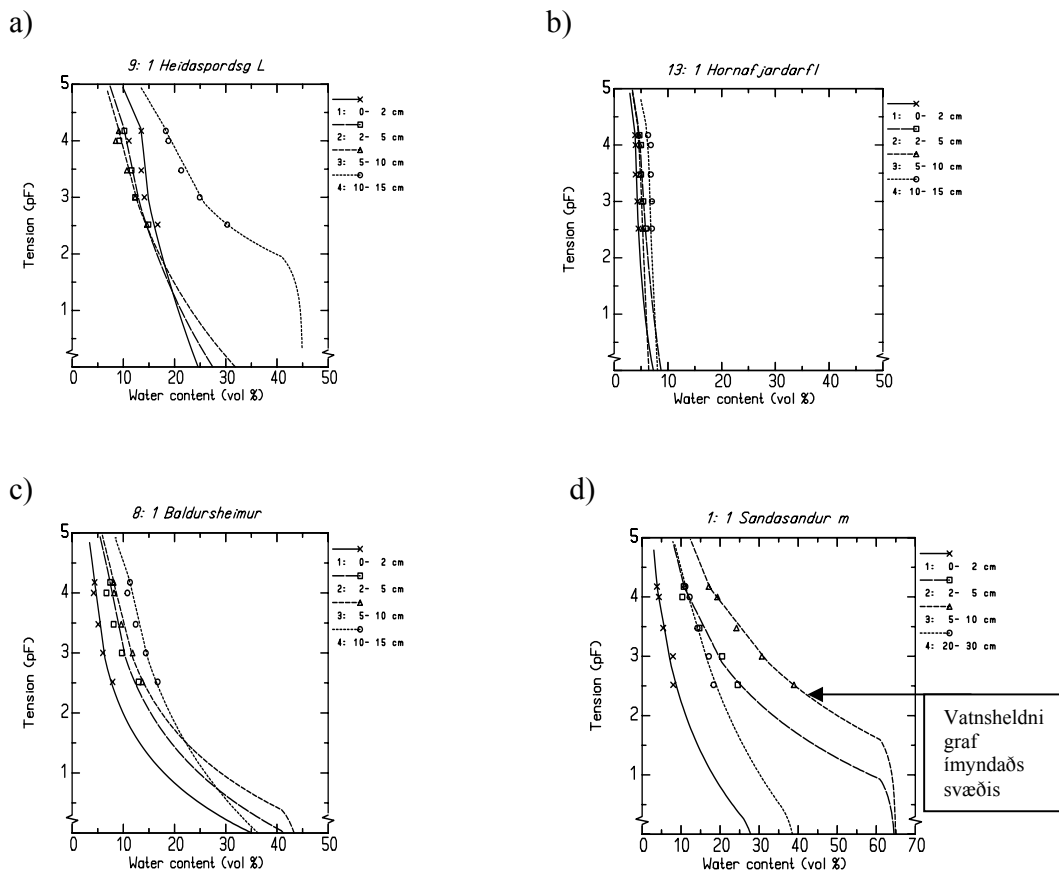 a)
9: 1 Heidaspordsg L
5
4
3
2
1
Tension (pF)
0 10 20 30 40 50
Water content (vol %)
1: 0- 2 cm
2: 2- 5 cm
3: 5-10 cm
4: 10-15 cm
b)
13: 1 Hornafjardarfl
5
4
3
2
1
Tension (pF)
0 10 20 30 40 50
Water content (vol %)
1: 0- 2 cm
2: 2- 5 cm
3: 5-10 cm
4: 10-15 cm
c)
8: 1 Baldursheimur
5
4
3
2
1
Tension (pF)
0 10 20 30 40 50
Water content (vol %)
1: 0- 2 cm
2: 2- 5 cm
3: 5-10 cm
4: 10-15 cm
d)
1: 1 Sandasandur m
5
4
3
2
1
Tension (pF)
0 10 20 30 40 50 60 70
Water content (vol %)
1: 0- 2 cm
2: 2- 5 cm
3: 5-10 cm
4: 20-30 cm
Vatnsheldni
graf
ímyndaðs
svæðis